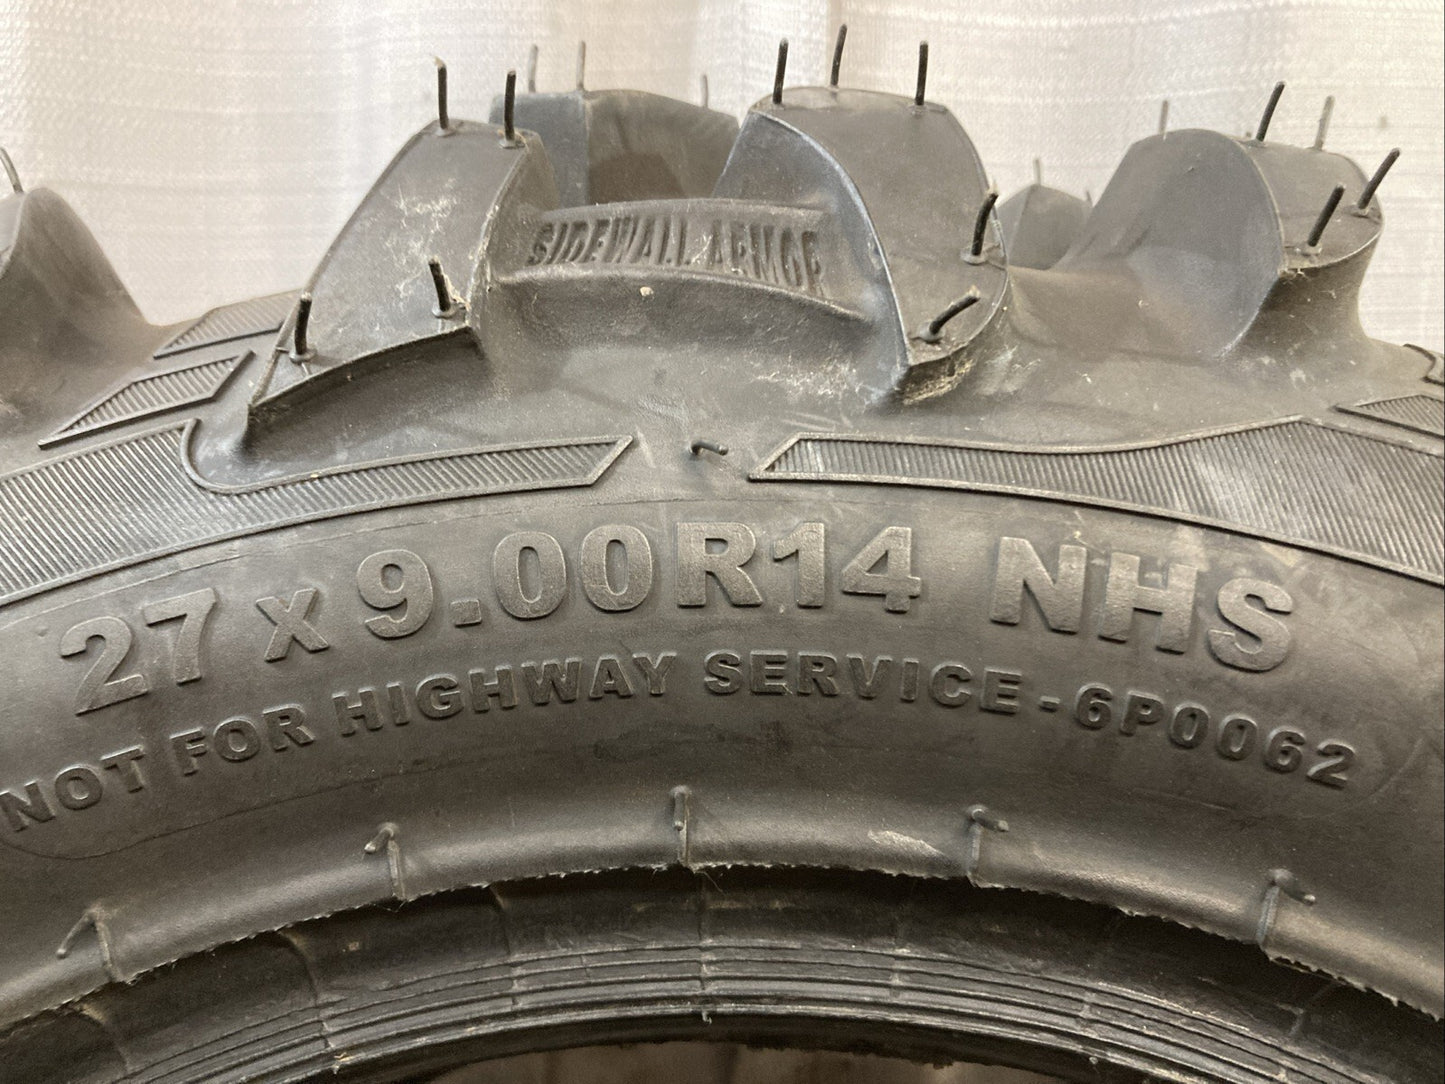 SIDEWALL ARMOR
27 x 9.00R14 NHS
NOT FOR HIGHWAY SERVICE - 6P0062